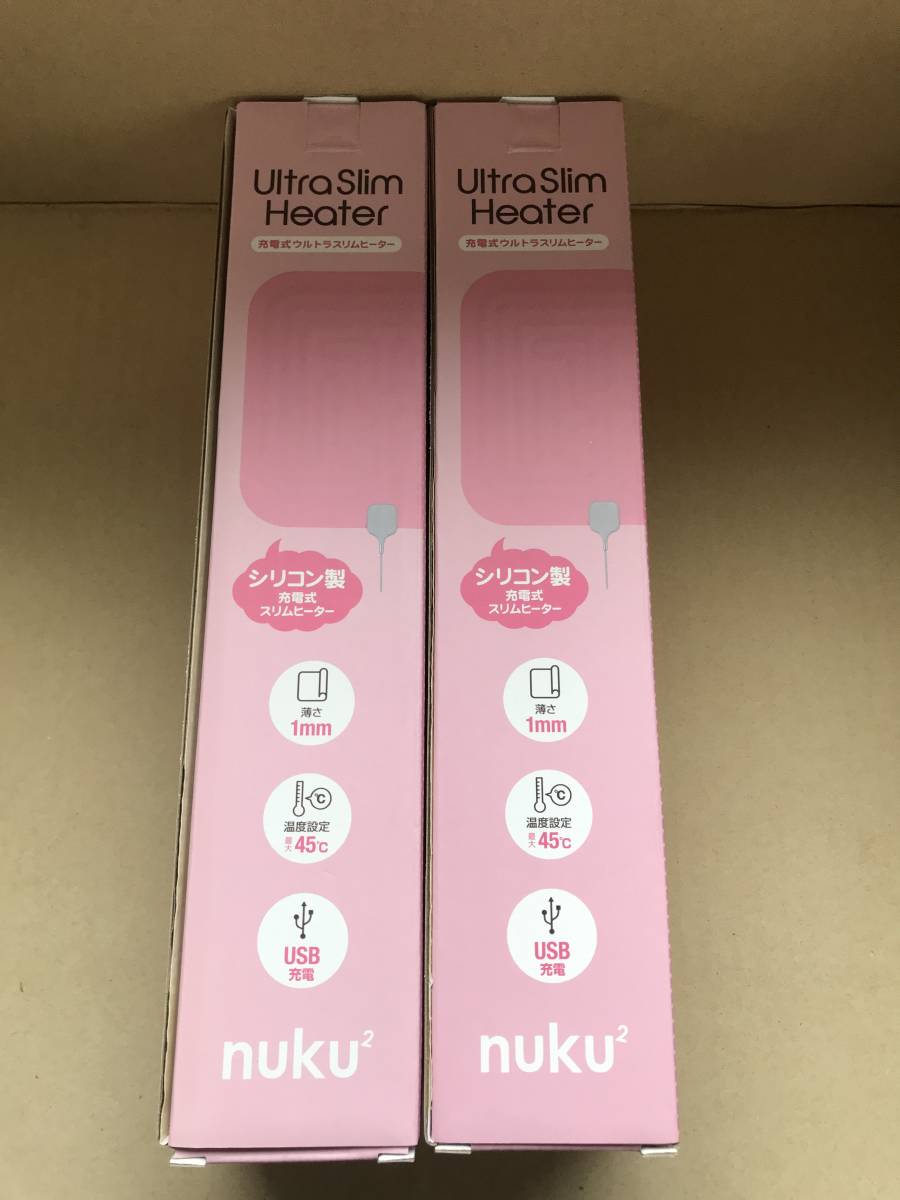 Ultra Slim
Heater
充電式ウルトラスリムヒーター
シリコン製
充電式
スリムヒーター
薄さ
1mm
℃
温度設定
最大 45℃
USB
充電
nuku²
Ultra Slim
Heater
充電式ウルトラスリムヒーター
シリコン製
充電式
スリムヒーター
薄さ
1mm
℃
温度設定
最大 45℃
USB
充電
nuku²